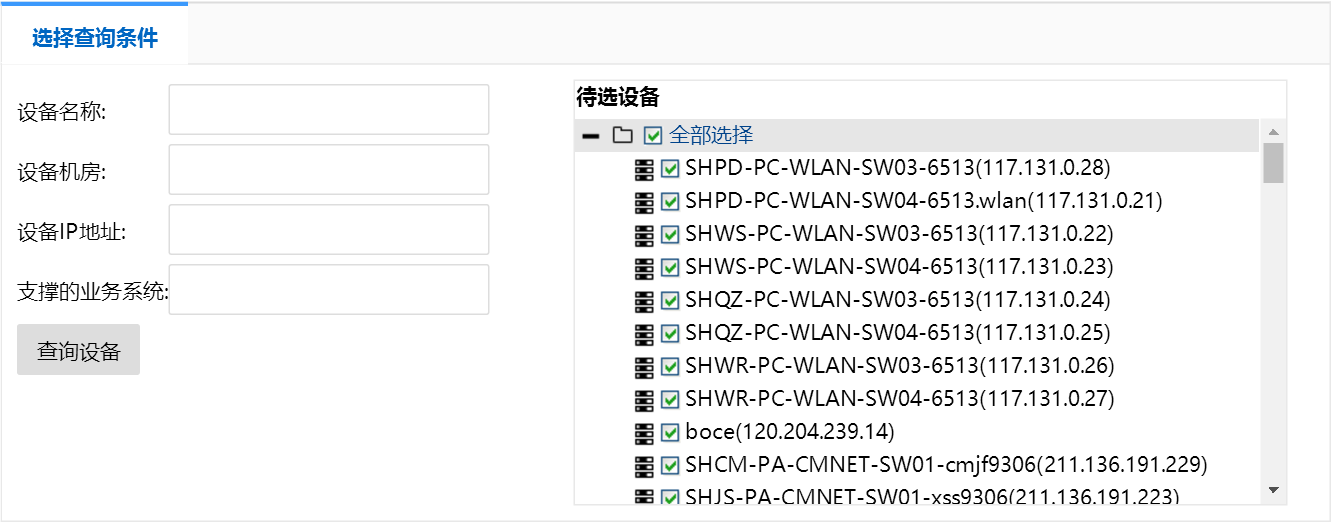 选择查询条件
设备名称:
设备机房:
设备IP地址:
支撑的业务系统:
查询设备
待选设备
全部选择
SHPD-PC-WLAN-SW03-6513(117.131.0.28)
SHPD-PC-WLAN-SW04-6513.wlan(117.131.0.21)
SHWS-PC-WLAN-SW03-6513(117.131.0.22)
SHWS-PC-WLAN-SW04-6513(117.131.0.23)
SHQZ-PC-WLAN-SW03-6513(117.131.0.24)
SHQZ-PC-WLAN-SW04-6513(117.131.0.25)
SHWR-PC-WLAN-SW03-6513(117.131.0.26)
SHWR-PC-WLAN-SW04-6513(117.131.0.27)
boce(120.204.239.14)
SHCM-PA-CMNET-SW01-cmjf9306(211.136.191.229)
SHJS-PA-CMNET-SW01-xss9306(211.136.191.223)